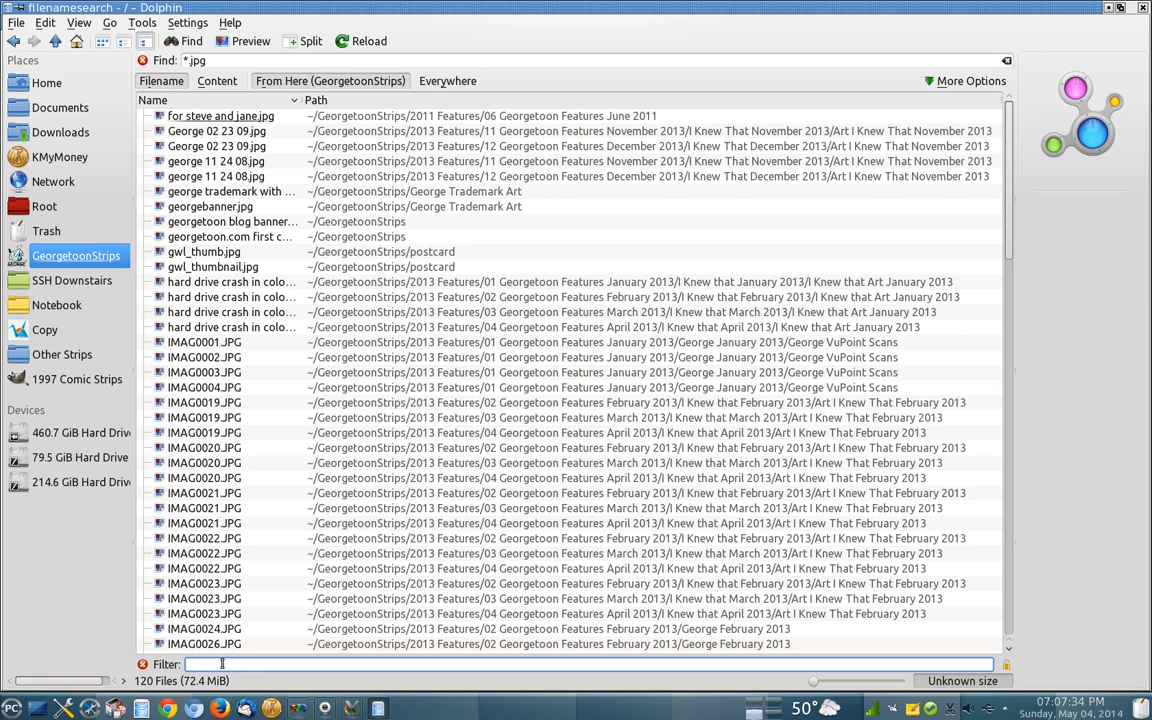 filenamesearch - / - Dolphin
File Edit View Go Tools Settings Help
Find Preview Split Reload
Places
Home
Documents
Downloads
KMyMoney
Network
Root
Trash
GeorgetoonStrips
SSH Downstairs
Notebook
Copy
Other Strips
1997 Comic Strips
Devices
460.7 GiB Hard Drive
79.5 GiB Hard Drive
214.6 GiB Hard Drive
Find: *.jpg
Filename Content From Here (GeorgetoonStrips) Everywhere More Options
Name Path
for steve and jane.jpg ~/GeorgetoonStrips/2011 Features/06 Georgetoon Features June 2011
George 02 23 09.jpg ~/GeorgetoonStrips/2013 Features/11 Georgetoon Features November 2013/I Knew That November 2013/Art I Knew That November 2013
George 02 23 09.jpg ~/GeorgetoonStrips/2013 Features/12 Georgetoon Features December 2013/I Knew That December 2013/Art I Knew That November 2013
george 11 24 08.jpg ~/GeorgetoonStrips/2013 Features/11 Georgetoon Features November 2013/I Knew That November 2013/Art I Knew That November 2013
george 11 24 08.jpg ~/GeorgetoonStrips/2013 Features/12 Georgetoon Features December 2013/I Knew That December 2013/Art I Knew That November 2013
george trademark with ... ~/GeorgetoonStrips/George Trademark Art
georgebanner.jpg ~/GeorgetoonStrips/George Trademark Art
georgetoon blog banner... ~/GeorgetoonStrips
georgetoon.com first c... ~/GeorgetoonStrips
gwl_thumb.jpg ~/GeorgetoonStrips/postcard
gwl_thumbnail.jpg ~/GeorgetoonStrips/postcard
hard drive crash in colo... ~/GeorgetoonStrips/2013 Features/01 Georgetoon Features January 2013/I Knew that January 2013/I Knew that Art January 2013
hard drive crash in colo... ~/GeorgetoonStrips/2013 Features/02 Georgetoon Features February 2013/I Knew that February 2013/I Knew that Art January 2013
hard drive crash in colo... ~/GeorgetoonStrips/2013 Features/03 Georgetoon Features March 2013/I Knew that March 2013/I Knew that Art January 2013
hard drive crash in colo... ~/GeorgetoonStrips/2013 Features/04 Georgetoon Features April 2013/I Knew that April 2013/I Knew that Art January 2013
IMAG0001.JPG ~/GeorgetoonStrips/2013 Features/01 Georgetoon Features January 2013/George January 2013/George VuPoint Scans
IMAG0002.JPG ~/GeorgetoonStrips/2013 Features/01 Georgetoon Features January 2013/George January 2013/George VuPoint Scans
IMAG0003.JPG ~/GeorgetoonStrips/2013 Features/01 Georgetoon Features January 2013/George January 2013/George VuPoint Scans
IMAG0004.JPG ~/GeorgetoonStrips/2013 Features/01 Georgetoon Features January 2013/George January 2013/George VuPoint Scans
IMAG0019.JPG ~/GeorgetoonStrips/2013 Features/02 Georgetoon Features February 2013/I Knew that February 2013/Art I Knew That February 2013
IMAG0019.JPG ~/GeorgetoonStrips/2013 Features/03 Georgetoon Features March 2013/I Knew that March 2013/Art I Knew That February 2013
IMAG0019.JPG ~/GeorgetoonStrips/2013 Features/04 Georgetoon Features April 2013/I Knew that April 2013/Art I Knew That February 2013
IMAG0020.JPG ~/GeorgetoonStrips/2013 Features/02 Georgetoon Features February 2013/I Knew that February 2013/Art I Knew That February 2013
IMAG0020.JPG ~/GeorgetoonStrips/2013 Features/03 Georgetoon Features March 2013/I Knew that March 2013/Art I Knew That February 2013
IMAG0020.JPG ~/GeorgetoonStrips/2013 Features/04 Georgetoon Features April 2013/I Knew that April 2013/Art I Knew That February 2013
IMAG0021.JPG ~/GeorgetoonStrips/2013 Features/02 Georgetoon Features February 2013/I Knew that February 2013/Art I Knew That February 2013
IMAG0021.JPG ~/GeorgetoonStrips/2013 Features/03 Georgetoon Features March 2013/I Knew that March 2013/Art I Knew That February 2013
IMAG0021.JPG ~/GeorgetoonStrips/2013 Features/04 Georgetoon Features April 2013/I Knew that April 2013/Art I Knew That February 2013
IMAG0022.JPG ~/GeorgetoonStrips/2013 Features/02 Georgetoon Features February 2013/I Knew that February 2013/Art I Knew That February 2013
IMAG0022.JPG ~/GeorgetoonStrips/2013 Features/03 Georgetoon Features March 2013/I Knew that March 2013/Art I Knew That February 2013
IMAG0022.JPG ~/GeorgetoonStrips/2013 Features/04 Georgetoon Features April 2013/I Knew that April 2013/Art I Knew That February 2013
IMAG0023.JPG ~/GeorgetoonStrips/2013 Features/02 Georgetoon Features February 2013/I Knew that February 2013/Art I Knew That February 2013
IMAG0023.JPG ~/GeorgetoonStrips/2013 Features/03 Georgetoon Features March 2013/I Knew that March 2013/Art I Knew That February 2013
IMAG0023.JPG ~/GeorgetoonStrips/2013 Features/04 Georgetoon Features April 2013/I Knew that April 2013/Art I Knew That February 2013
IMAG0024.JPG ~/GeorgetoonStrips/2013 Features/02 Georgetoon Features February 2013/George February 2013
IMAG0026.JPG ~/GeorgetoonStrips/2013 Features/02 Georgetoon Features February 2013/George February 2013
Filter:
120 Files (72.4 MiB) Unknown size
50° 07:07:34 PM
Sunday, May 04, 2014